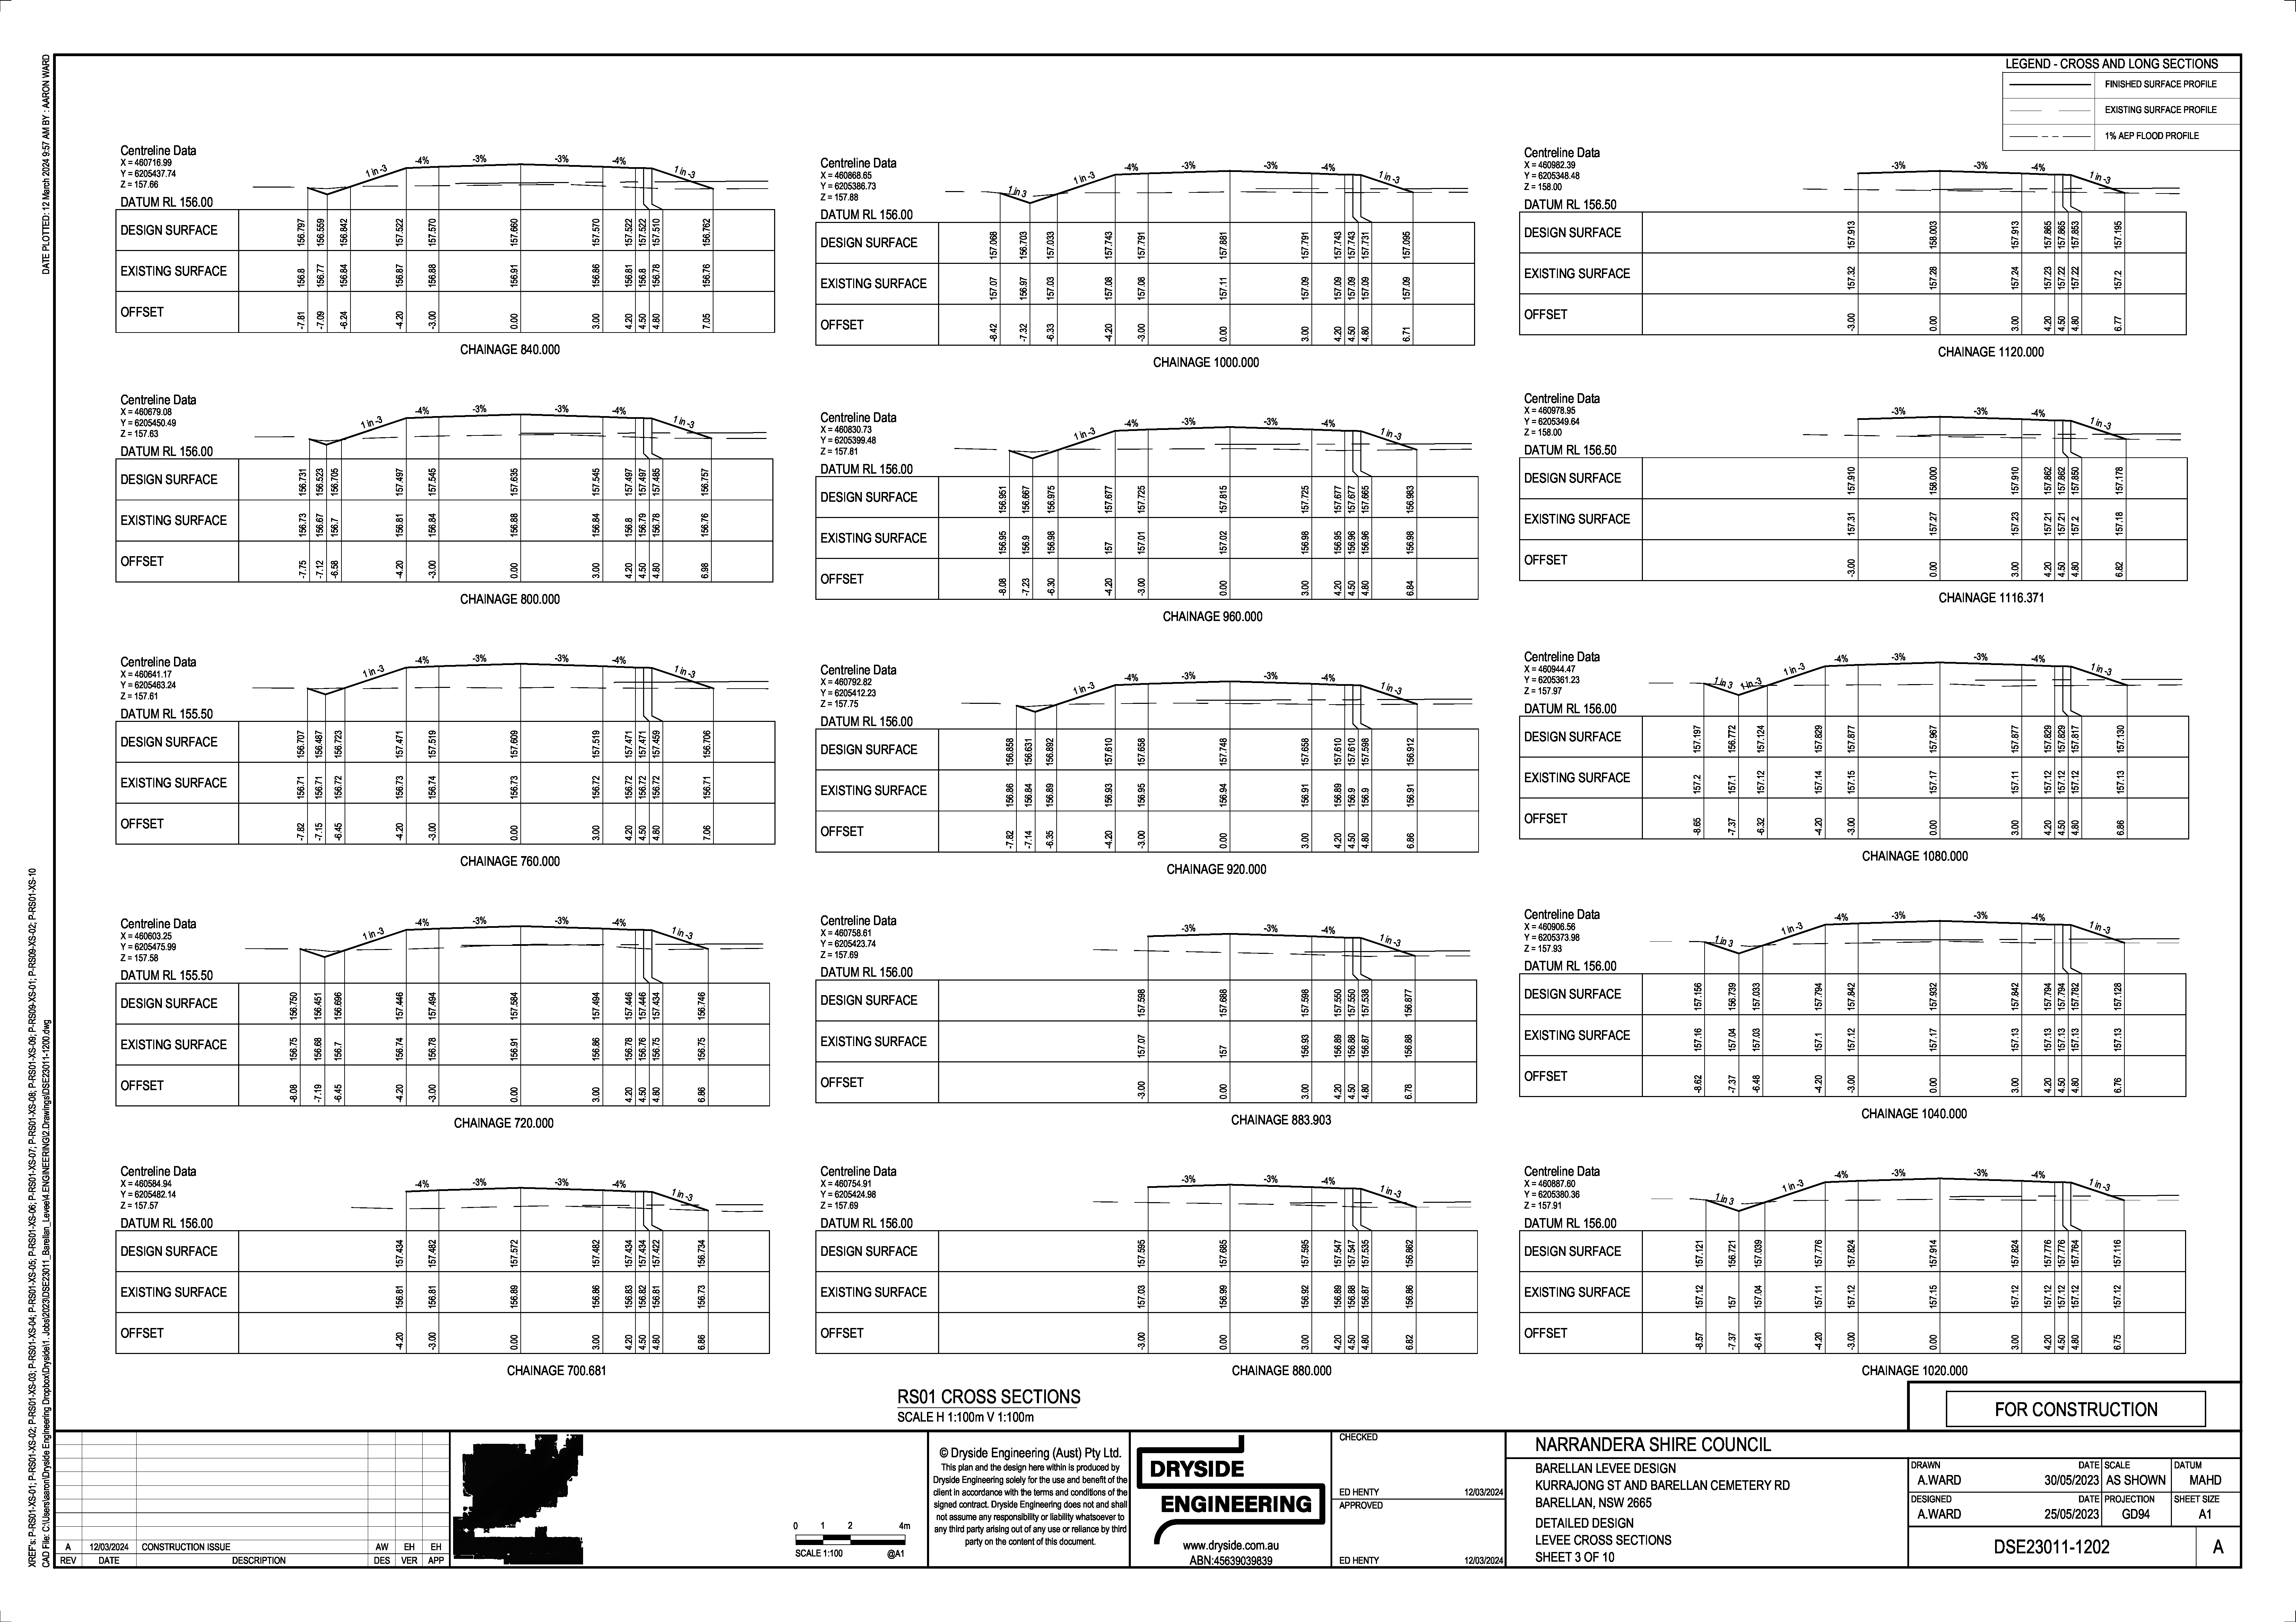 LEGEND - CROSS AND LONG SECTIONS
FINISHED SURFACE PROFILE
EXISTING SURFACE PROFILE
1% AEP FLOOD PROFILE
Centreline Data
X = 460716.99
Y = 6205437.74
Z = 157.66
1 in -3 -4% -3% -3% -4% 1 in -3
DATUM RL 156.00
DESIGN SURFACE 156.797 156.559 156.842 157.522 157.570 157.660 157.570 157.522 157.522 157.510 156.762
EXISTING SURFACE 156.8 156.77 156.84 156.87 156.88 156.91 156.86 156.81 156.8 156.78 156.76
OFFSET -7.81 -7.09 -6.24 -4.20 -3.00 0.00 3.00 4.20 4.50 4.80 7.05
CHAINAGE 840.000
Centreline Data
X = 460679.08
Y = 6205450.49
Z = 157.63
1 in -3 -4% -3% -3% -4% 1 in -3
DATUM RL 156.00
DESIGN SURFACE 156.731 156.523 156.705 157.497 157.545 157.635 157.545 157.497 157.497 157.485 156.757
EXISTING SURFACE 156.73 156.67 156.7 156.81 156.84 156.88 156.84 156.8 156.79 156.78 156.76
OFFSET -7.75 -7.12 -6.58 -4.20 -3.00 0.00 3.00 4.20 4.50 4.80 6.98
CHAINAGE 800.000
Centreline Data
X = 460641.17
Y = 6205463.24
Z = 157.61
1 in -3 -4% -3% -3% -4% 1 in -3
DATUM RL 155.50
DESIGN SURFACE 156.707 156.487 156.723 157.471 157.519 157.609 157.519 157.471 157.471 157.459 156.706
EXISTING SURFACE 156.71 156.71 156.72 156.73 156.74 156.73 156.72 156.72 156.72 156.72 156.71
OFFSET -7.82 -7.15 -6.45 -4.20 -3.00 0.00 3.00 4.20 4.50 4.80 7.06
CHAINAGE 760.000
Centreline Data
X = 460603.25
Y = 6205475.99
Z = 157.58
1 in -3 -4% -3% -3% -4% 1 in -3
DATUM RL 155.50
DESIGN SURFACE 156.750 156.451 156.696 157.446 157.494 157.584 157.494 157.446 157.446 157.434 156.746
EXISTING SURFACE 156.75 156.68 156.7 156.74 156.78 156.91 156.86 156.78 156.76 156.75 156.75
OFFSET -8.08 -7.19 -6.45 -4.20 -3.00 0.00 3.00 4.20 4.50 4.80 6.86
CHAINAGE 720.000
Centreline Data
X = 460584.94
Y = 6205482.14
Z = 157.57
-4% -3% -3% -4% 1 in -3
DATUM RL 156.00
DESIGN SURFACE 157.434 157.482 157.572 157.482 157.434 157.434 157.422 156.734
EXISTING SURFACE 156.81 156.81 156.89 156.86 156.83 156.82 156.81 156.73
OFFSET -4.20 -3.00 0.00 3.00 4.20 4.50 4.80 6.86
CHAINAGE 700.681
Centreline Data
X = 460868.65
Y = 6205386.73
Z = 157.88
1 in 3 1 in -3 -4% -3% -3% -4% 1 in -3
DATUM RL 156.00
DESIGN SURFACE 157.068 156.703 157.033 157.743 157.791 157.881 157.791 157.743 157.743 157.731 157.095
EXISTING SURFACE 157.07 156.97 157.03 157.08 157.08 157.11 157.09 157.09 157.09 157.09 157.09
OFFSET -8.42 -7.32 -6.33 -4.20 -3.00 0.00 3.00 4.20 4.50 4.80 6.71
CHAINAGE 1000.000
Centreline Data
X = 460830.73
Y = 6205399.48
Z = 157.81
1 in -3 -4% -3% -3% -4% 1 in -3
DATUM RL 156.00
DESIGN SURFACE 156.951 156.667 156.975 157.677 157.725 157.815 157.725 157.677 157.677 157.665 156.983
EXISTING SURFACE 156.95 156.9 156.98 157 157.01 157.02 156.98 156.95 156.96 156.96 156.98
OFFSET -8.08 -7.23 -6.30 -4.20 -3.00 0.00 3.00 4.20 4.50 4.80 6.84
CHAINAGE 960.000
Centreline Data
X = 460792.82
Y = 6205412.23
Z = 157.75
1 in -3 -4% -3% -3% -4% 1 in -3
DATUM RL 156.00
DESIGN SURFACE 156.858 156.631 156.892 157.610 157.658 157.748 157.658 157.610 157.610 157.598 156.912
EXISTING SURFACE 156.86 156.84 156.89 156.93 156.95 156.94 156.91 156.89 156.9 156.9 156.91
OFFSET -7.82 -7.14 -6.35 -4.20 -3.00 0.00 3.00 4.20 4.50 4.80 6.86
CHAINAGE 920.000
Centreline Data
X = 460758.61
Y = 6205423.74
Z = 157.69
-3% -3% -4% 1 in -3
DATUM RL 156.00
DESIGN SURFACE 157.598 157.688 157.598 157.550 157.550 157.538 156.877
EXISTING SURFACE 157.07 157 156.93 156.89 156.88 156.87 156.88
OFFSET -3.00 0.00 3.00 4.20 4.50 4.80 6.78
CHAINAGE 883.903
Centreline Data
X = 460754.91
Y = 6205424.98
Z = 157.69
-3% -3% -4% 1 in -3
DATUM RL 156.00
DESIGN SURFACE 157.595 157.685 157.595 157.547 157.547 157.535 156.862
EXISTING SURFACE 157.03 156.99 156.92 156.89 156.88 156.87 156.86
OFFSET -3.00 0.00 3.00 4.20 4.50 4.80 6.82
CHAINAGE 880.000
Centreline Data
X = 460982.39
Y = 6205348.48
Z = 158.00
-3% -3% -4% 1 in -3
DATUM RL 156.50
DESIGN SURFACE 157.913 158.003 157.913 157.865 157.865 157.853 157.195
EXISTING SURFACE 157.32 157.28 157.24 157.23 157.22 157.22 157.2
OFFSET -3.00 0.00 3.00 4.20 4.50 4.80 6.77
CHAINAGE 1120.000
Centreline Data
X = 460978.95
Y = 6205349.64
Z = 158.00
-3% -3% -4% 1 in -3
DATUM RL 156.50
DESIGN SURFACE 157.910 158.000 157.910 157.862 157.862 157.850 157.178
EXISTING SURFACE 157.31 157.27 157.23 157.21 157.21 157.2 157.18
OFFSET -3.00 0.00 3.00 4.20 4.50 4.80 6.82
CHAINAGE 1116.371
Centreline Data
X = 460944.47
Y = 6205361.23
Z = 157.97
1 in 3 1 in -3 1 in -3 -4% -3% -3% -4% 1 in -3
DATUM RL 156.00
DESIGN SURFACE 157.197 156.772 157.124 157.829 157.877 157.967 157.877 157.829 157.829 157.817 157.130
EXISTING SURFACE 157.2 157.1 157.12 157.14 157.15 157.17 157.11 157.12 157.12 157.12 157.13
OFFSET -8.65 -7.37 -6.32 -4.20 -3.00 0.00 3.00 4.20 4.50 4.80 6.86
CHAINAGE 1080.000
Centreline Data
X = 460906.56
Y = 6205373.98
Z = 157.93
1 in 3 1 in -3 -4% -3% -3% -4% 1 in -3
DATUM RL 156.00
DESIGN SURFACE 157.156 156.739 157.033 157.794 157.842 157.932 157.842 157.794 157.794 157.782 157.128
EXISTING SURFACE 157.16 157.04 157.03 157.1 157.12 157.17 157.13 157.13 157.13 157.13 157.13
OFFSET -8.62 -7.37 -6.48 -4.20 -3.00 0.00 3.00 4.20 4.50 4.80 6.76
CHAINAGE 1040.000
Centreline Data
X = 460887.60
Y = 6205380.36
Z = 157.91
1 in 3 1 in -3 -4% -3% -3% -4% 1 in -3
DATUM RL 156.00
DESIGN SURFACE 157.121 156.721 157.039 157.776 157.824 157.914 157.824 157.776 157.776 157.764 157.116
EXISTING SURFACE 157.12 157 157.04 157.11 157.12 157.15 157.12 157.12 157.12 157.12 157.12
OFFSET -8.57 -7.37 -6.41 -4.20 -3.00 0.00 3.00 4.20 4.50 4.80 6.75
CHAINAGE 1020.000
RS01 CROSS SECTIONS
SCALE H 1:100m V 1:100m
FOR CONSTRUCTION
A 12/03/2024 CONSTRUCTION ISSUE AW EH EH
REV DATE DESCRIPTION DES VER APP
0 1 2 4m
SCALE 1:100 @A1
© Dryside Engineering (Aust) Pty Ltd.
This plan and the design here within is produced by
Dryside Engineering solely for the use and benefit of the
client in accordance with the terms and conditions of the
signed contract. Dryside Engineering does not and shall
not assume any responsibility or liability whatsoever to
any third party arising out of any use or reliance by third
party on the content of this document.
DRYSIDE
ENGINEERING
www.dryside.com.au
ABN:45639039839
CHECKED
ED HENTY 12/03/2024
APPROVED
ED HENTY 12/03/2024
NARRANDERA SHIRE COUNCIL
BARELLAN LEVEE DESIGN
KURRAJONG ST AND BARELLAN CEMETERY RD
BARELLAN, NSW 2665
DETAILED DESIGN
LEVEE CROSS SECTIONS
SHEET 3 OF 10
DRAWN DATE SCALE DATUM
A.WARD 30/05/2023 AS SHOWN MAHD
DESIGNED DATE PROJECTION SHEET SIZE
A.WARD 25/05/2023 GD94 A1
DSE23011-1202 A
DATE PLOTTED: 12 March 2024 9:57 AM BY : AARON WARD
XREF's: P-RS01-XS-01; P-RS01-XS-02; P-RS01-XS-03; P-RS01-XS-04; P-RS01-XS-05; P-RS01-XS-06; P-RS01-XS-07; P-RS01-XS-08; P-RS01-XS-09; P-RS09-XS-01; P-RS09-XS-02; P-RS01-XS-10
CAD File: C:\Users\aaron\Dryside Engineering Dropbox\Dryside\1. Jobs\2023\DSE23011_Barellan_Levee\4.ENGINEERING\2.Drawings\DSE23011-1200.dwg